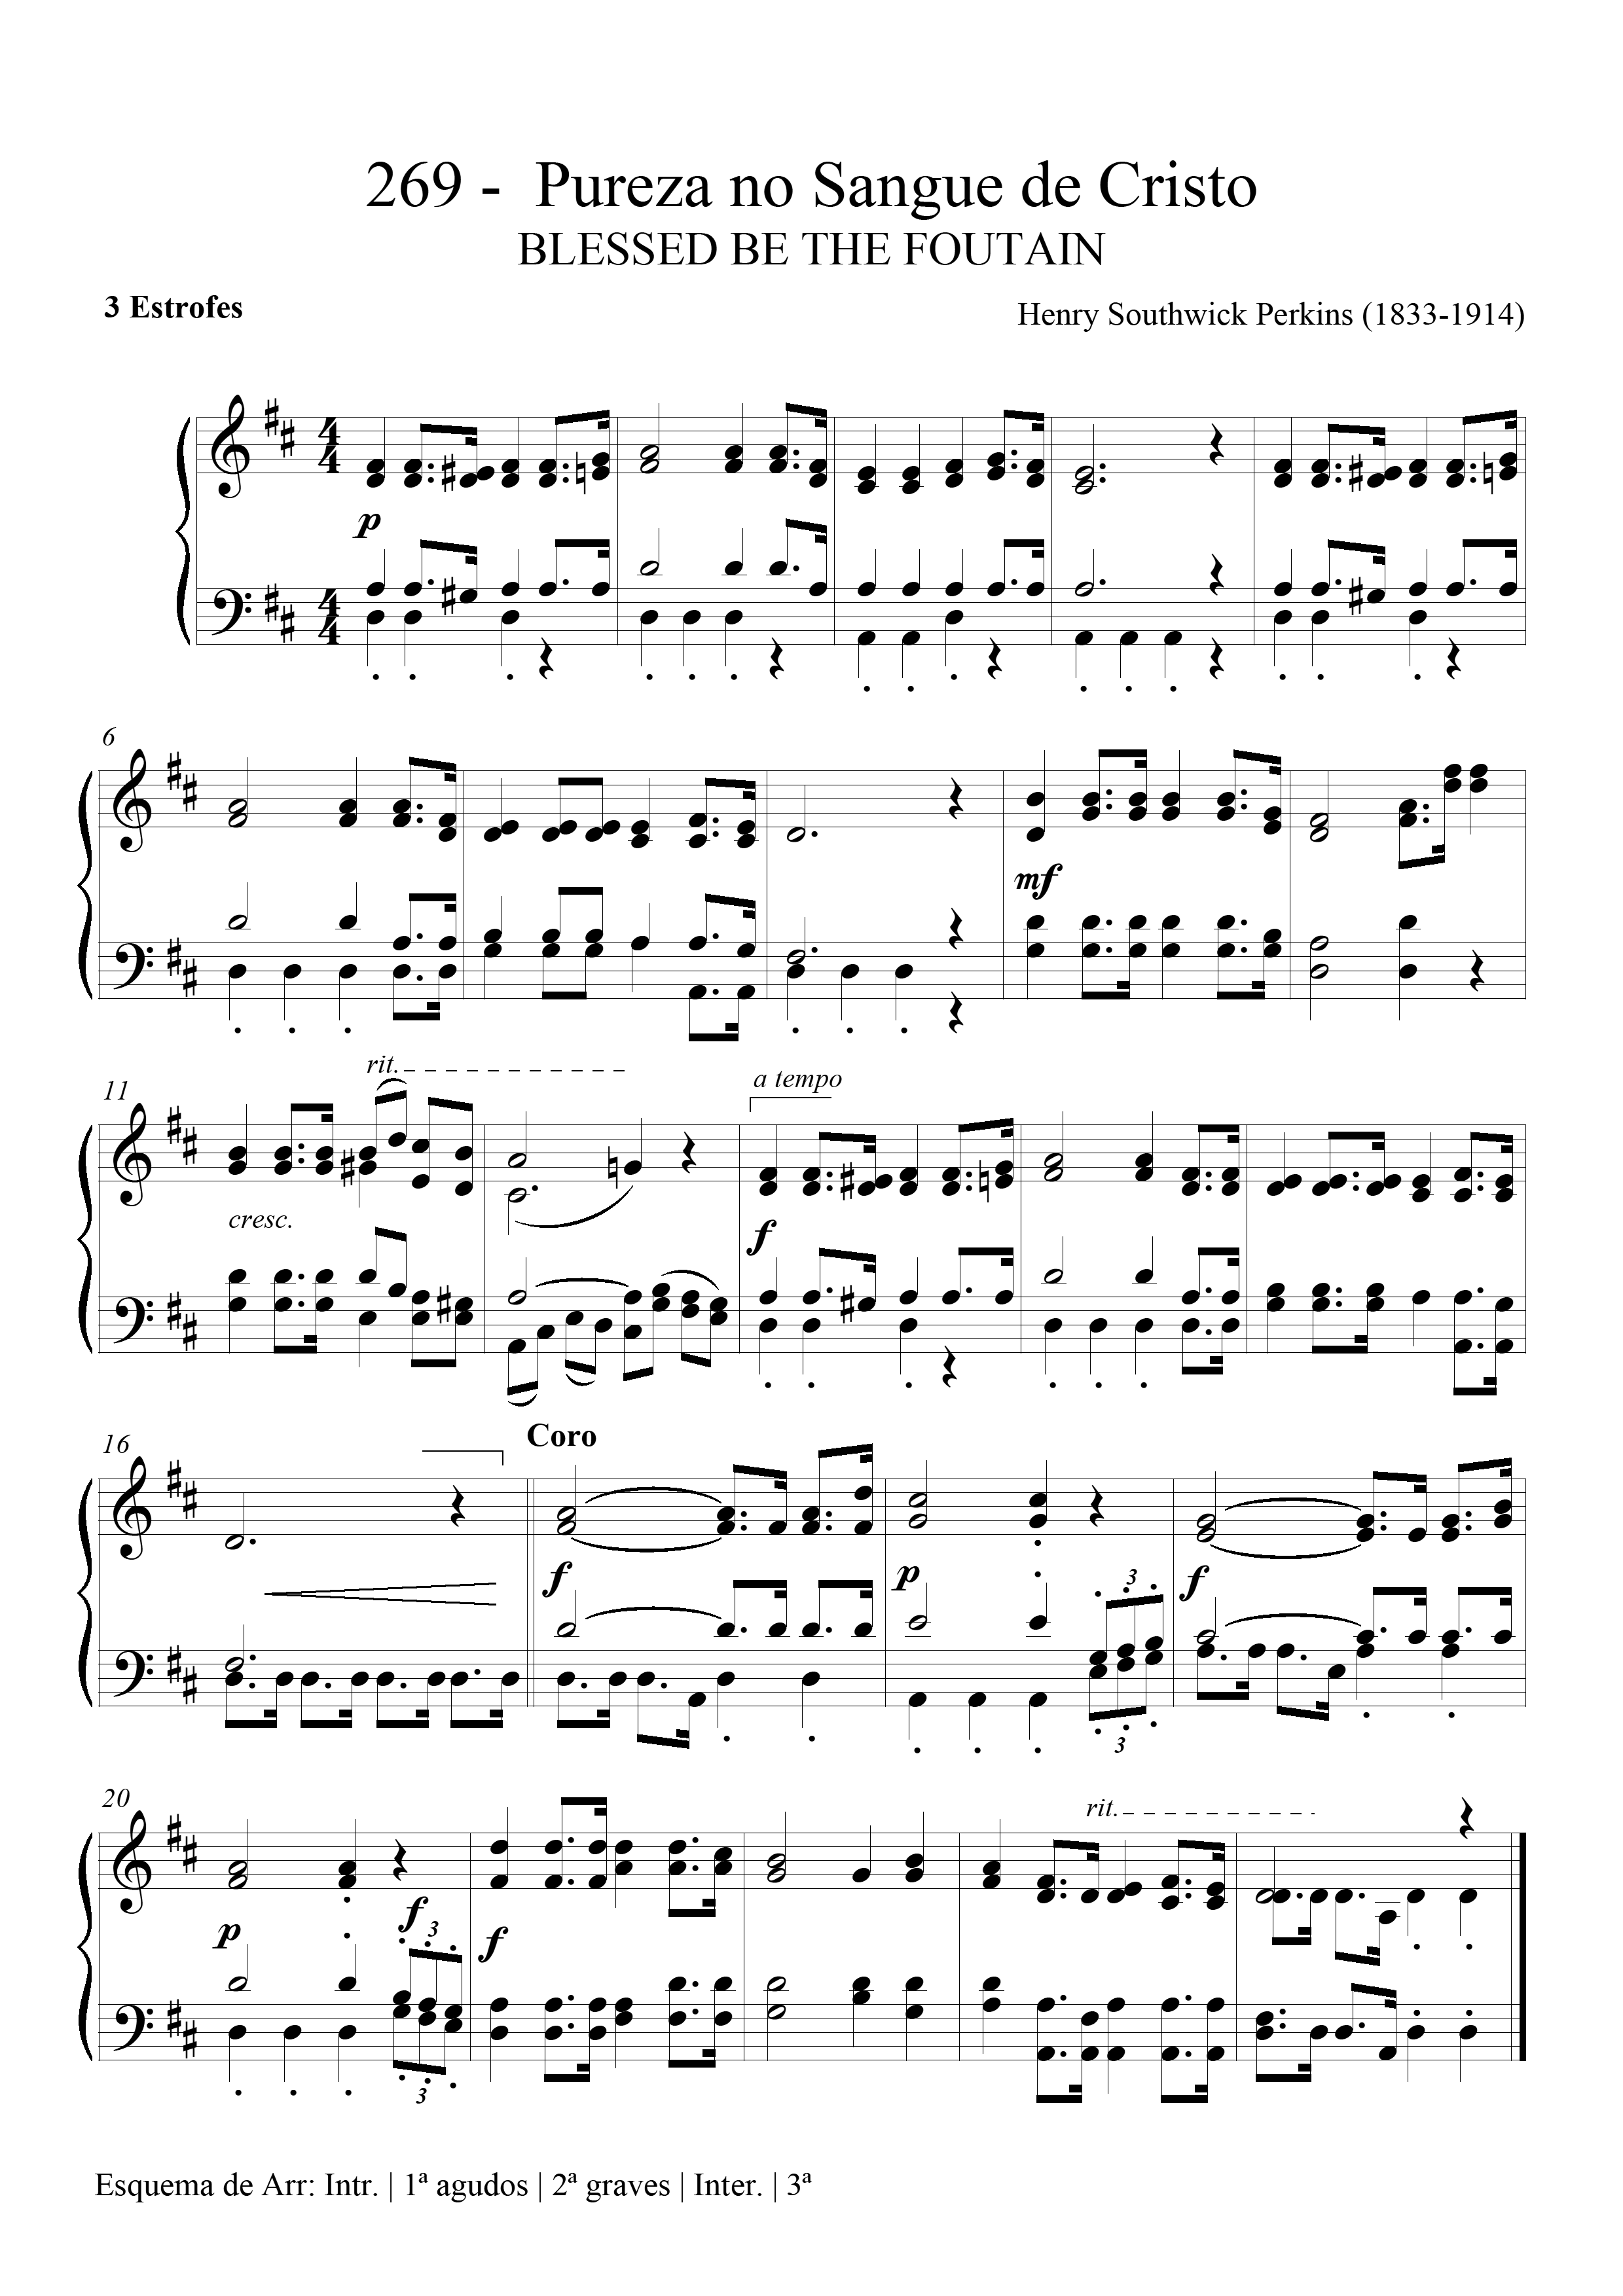 269 - Pureza no Sangue de Cristo
BLESSED BE THE FOUTAIN
3 Estrofes
Henry Southwick Perkins (1833-1914)
4
4
p
4
4
6
mf
11
rit.
cresc.
a tempo
f
16
Coro
f
p
3
3
f
20
rit.
p
f
3
f
3
Esquema de Arr: Intr. | 1ª agudos | 2ª graves | Inter. | 3ª